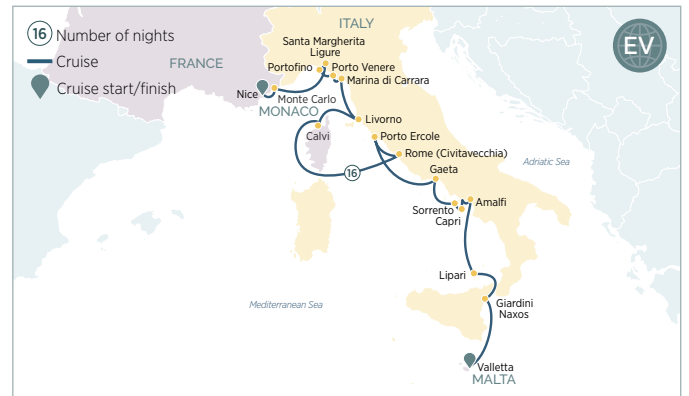 ITALY
16 Number of nights
Cruise
Cruise start/finish
EV
FRANCE
Santa Margherita
Ligure
Portofino
Porto Venere
Marina di Carrara
Nice
Monte Carlo
MONACO
Livorno
Calvi
Porto Ercole
Rome (Civitavecchia)
16
Gaeta
Adriatic Sea
Amalfi
Sorrento
Capri
Lipari
Mediterranean Sea
Giardini
Naxos
Valletta
MALTA